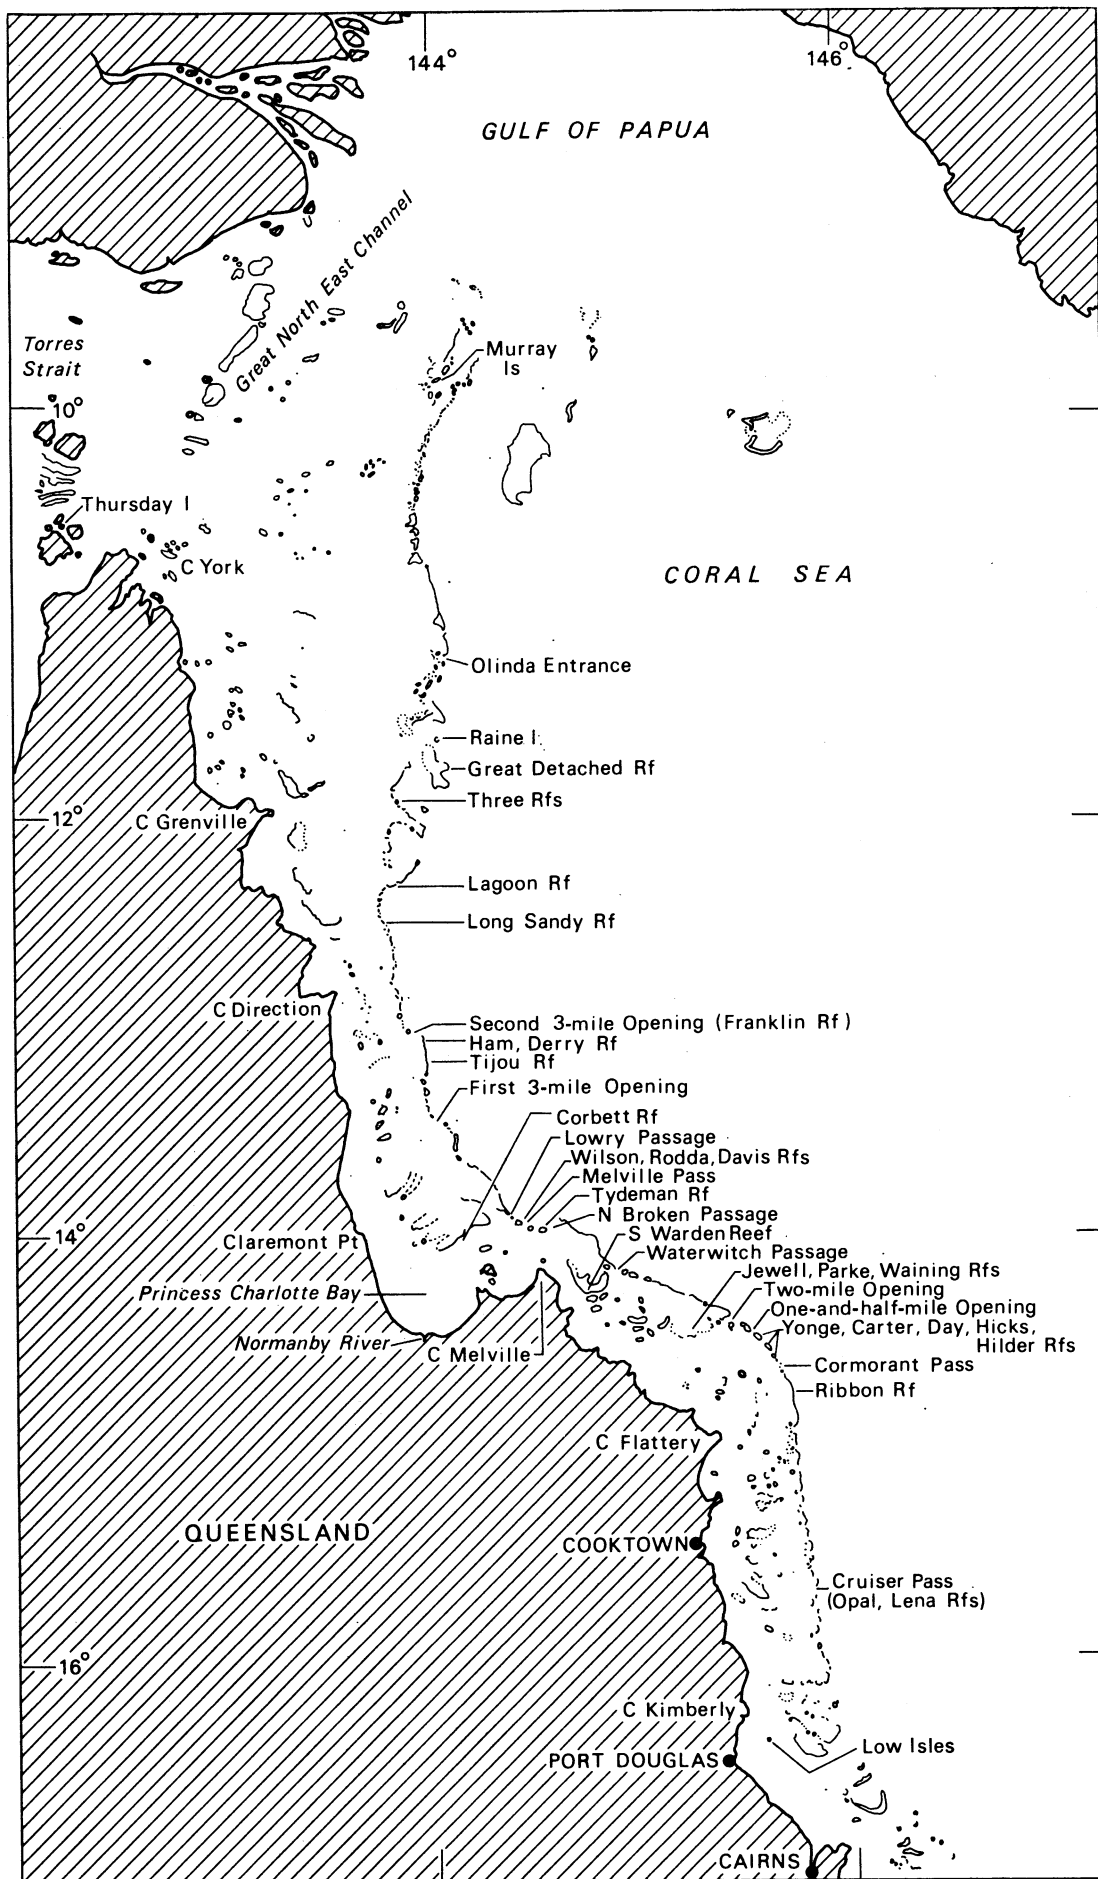 144°
146°
GULF OF PAPUA
Great North East Channel
Torres
Strait
Murray
Is
10°
Thursday I
C York
CORAL SEA
Olinda Entrance
Raine I.
Great Detached Rf
Three Rfs
12°
C Grenville
Lagoon Rf
Long Sandy Rf
C Direction
Second 3-mile Opening (Franklin Rf)
Ham, Derry Rf
Tijou Rf
First 3-mile Opening
Corbett Rf
Lowry Passage
Wilson, Rodda, Davis Rfs
Melville Pass
Tydeman Rf
N Broken Passage
S Warden Reef
14°
Claremont Pt
Waterwitch Passage
Jewell, Parke, Waining Rfs
Two-mile Opening
Princess Charlotte Bay
One-and-half-mile Opening
Yonge, Carter, Day, Hicks,
Hilder Rfs
Normanby River
C Melville
Cormorant Pass
Ribbon Rf
C Flattery
QUEENSLAND
COOKTOWN
Cruiser Pass
(Opal, Lena Rfs)
16°
C Kimberly
Low Isles
PORT DOUGLAS
CAIRNS